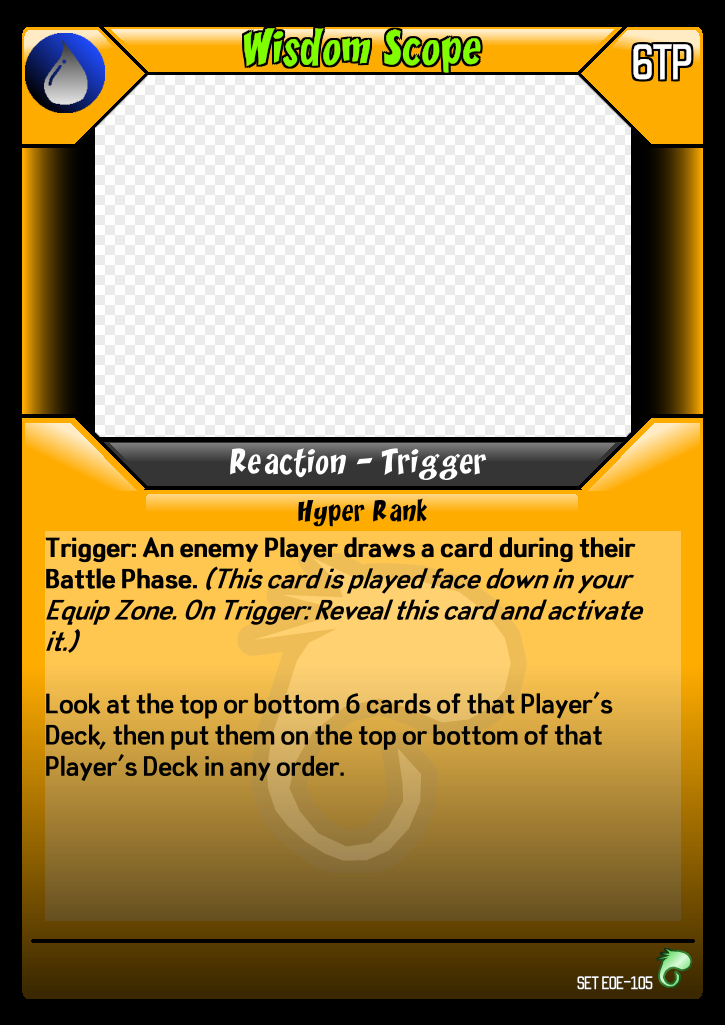 Wisdom Scope
6TP
Reaction - Trigger
Hyper Rank
Trigger: An enemy Player draws a card during their
Battle Phase. (This card is played face down in your
Equip Zone. On Trigger: Reveal this card and activate
it.)
Look at the top or bottom 6 cards of that Player's
Deck, then put them on the top or bottom of that
Player's Deck in any order.
SET EOE-105